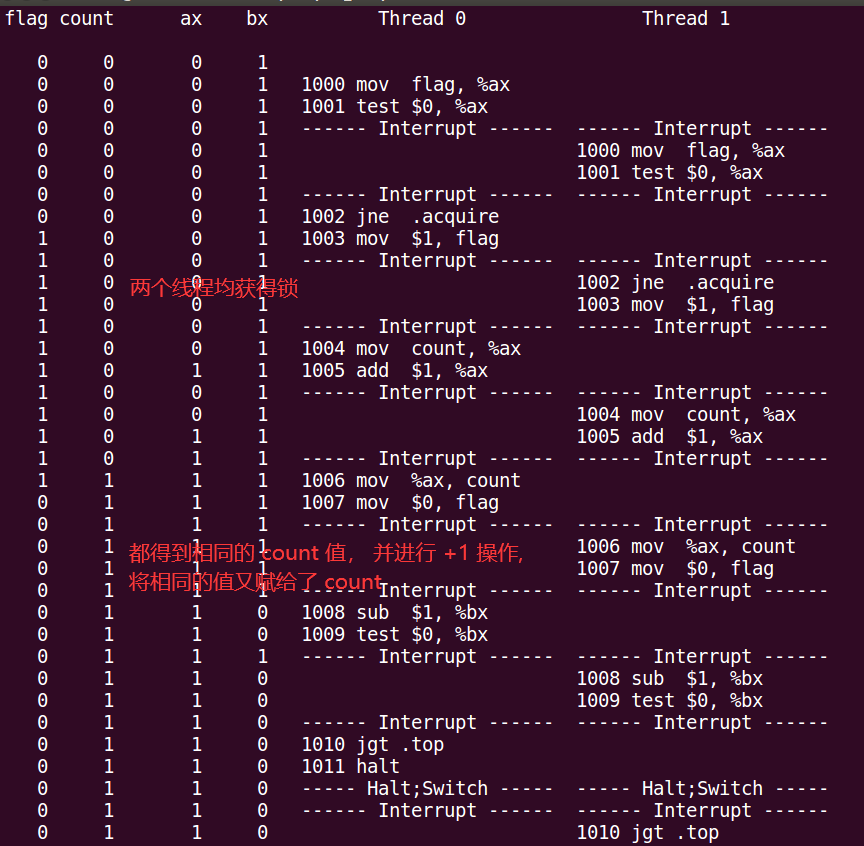 flag count      ax    bx          Thread 0                Thread 1
   0     0       0     1
   0     0       0     1   1000 mov  flag, %ax
   0     0       0     1   1001 test $0, %ax
   0     0       0     1   ------ Interrupt ------  ------ Interrupt ------
   0     0       0     1                            1000 mov  flag, %ax
   0     0       0     1                            1001 test $0, %ax
   0     0       0     1   ------ Interrupt ------  ------ Interrupt ------
   0     0       0     1   1002 jne  .acquire
   1     0       0     1   1003 mov  $1, flag
   1     0       0     1   ------ Interrupt ------  ------ Interrupt ------
   1     0       0     1                            1002 jne  .acquire
两个线程均获得锁
   1     0       0     1                            1003 mov  $1, flag
   1     0       0     1   ------ Interrupt ------  ------ Interrupt ------
   1     0       0     1   1004 mov  count, %ax
   1     0       1     1   1005 add  $1, %ax
   1     0       0     1   ------ Interrupt ------  ------ Interrupt ------
   1     0       0     1                            1004 mov  count, %ax
   1     0       1     1                            1005 add  $1, %ax
   1     0       1     1   ------ Interrupt ------  ------ Interrupt ------
   1     1       1     1   1006 mov  %ax, count
   0     1       1     1   1007 mov  $0, flag
   0     1       1     1   ------ Interrupt ------  ------ Interrupt ------
   0     1       1     1                            1006 mov  %ax, count
都得到相同的 count 值， 并进行 +1 操作,
   0     1       1     1                            1007 mov  $0, flag
将相同的值又赋给了 count
   0     1       1     1   ------ Interrupt ------  ------ Interrupt ------
   0     1       1     0   1008 sub  $1, %bx
   0     1       1     0   1009 test $0, %bx
   0     1       1     1   ------ Interrupt ------  ------ Interrupt ------
   0     1       1     0                            1008 sub  $1, %bx
   0     1       1     0                            1009 test $0, %bx
   0     1       1     0   ------ Interrupt ------  ------ Interrupt ------
   0     1       1     0   1010 jgt .top
   0     1       1     0   1011 halt
   0     1       1     0   ----- Halt;Switch -----  ----- Halt;Switch -----
   0     1       1     0   ------ Interrupt ------  ------ Interrupt ------
   0     1       1     0                            1010 jgt .top